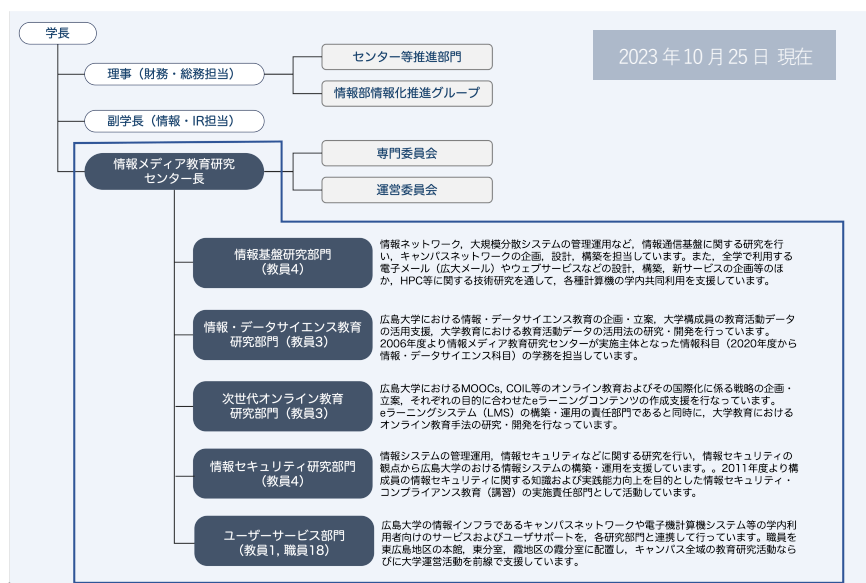 学長
2023 年 10 月 25 日 現在
理事（財務・総務担当）
センター等推進部門
情報部情報化推進グループ
副学長（情報・IR担当）
情報メディア教育研究
センター長
専門委員会
運営委員会
情報基盤研究部門
（教員4）
情報ネットワーク，大規模分散システムの管理運用など，情報通信基盤に関する研究を行
い，キャンパスネットワークの企画，設計，構築を担当しています。また，全学で利用する
電子メール（広大メール）やウェブサービスなどの設計，構築，新サービスの企画等のほ
か，HPC等に関する技術研究を通して，各種計算機の学内共同利用を支援しています。
情報・データサイエンス教育
研究部門（教員3）
広島大学における情報・データサイエンス教育の企画・立案，大学構成員の教育活動データ
の活用支援，大学教育における教育活動データの活用法の研究・開発を行っています。
2006年度より情報メディア教育研究センターが実施主体となった情報科目（2020年度から
情報・データサイエンス科目）の学務を担当しています。
次世代オンライン教育
研究部門（教員3）
広島大学におけるMOOCs, COIL等のオンライン教育およびその国際化に係る戦略の企画・
立案，それぞれの目的に合わせたeラーニングコンテンツの作成支援を行なっています。
eラーニングシステム（LMS）の構築・運用の責任部門であると同時に，大学教育における
オンライン教育手法の研究・開発を行なっています。
情報セキュリティ研究部門
（教員4）
情報システムの管理運用，情報セキュリティなどに関する研究を行い，情報セキュリティの
観点から広島大学のおける情報システムの構築・運用を支援しています。。2011年度より構
成員の情報セキュリティに関する知識および実践能力向上を目的とした情報セキュリティ・
コンプライアンス教育（講習）の実施責任部門として活動しています。
ユーザーサービス部門
（教員1, 職員18）
広島大学の情報インフラであるキャンパスネットワークや電子機計算機システム等の学内利
用者向けのサービスおよびユーザサポートを，各研究部門と連携して行っています。職員を
東広島地区の本館，東分室，霞地区の霞分室に配置し，キャンパス全域の教育研究活動なら
びに大学運営活動を前線で支援しています。